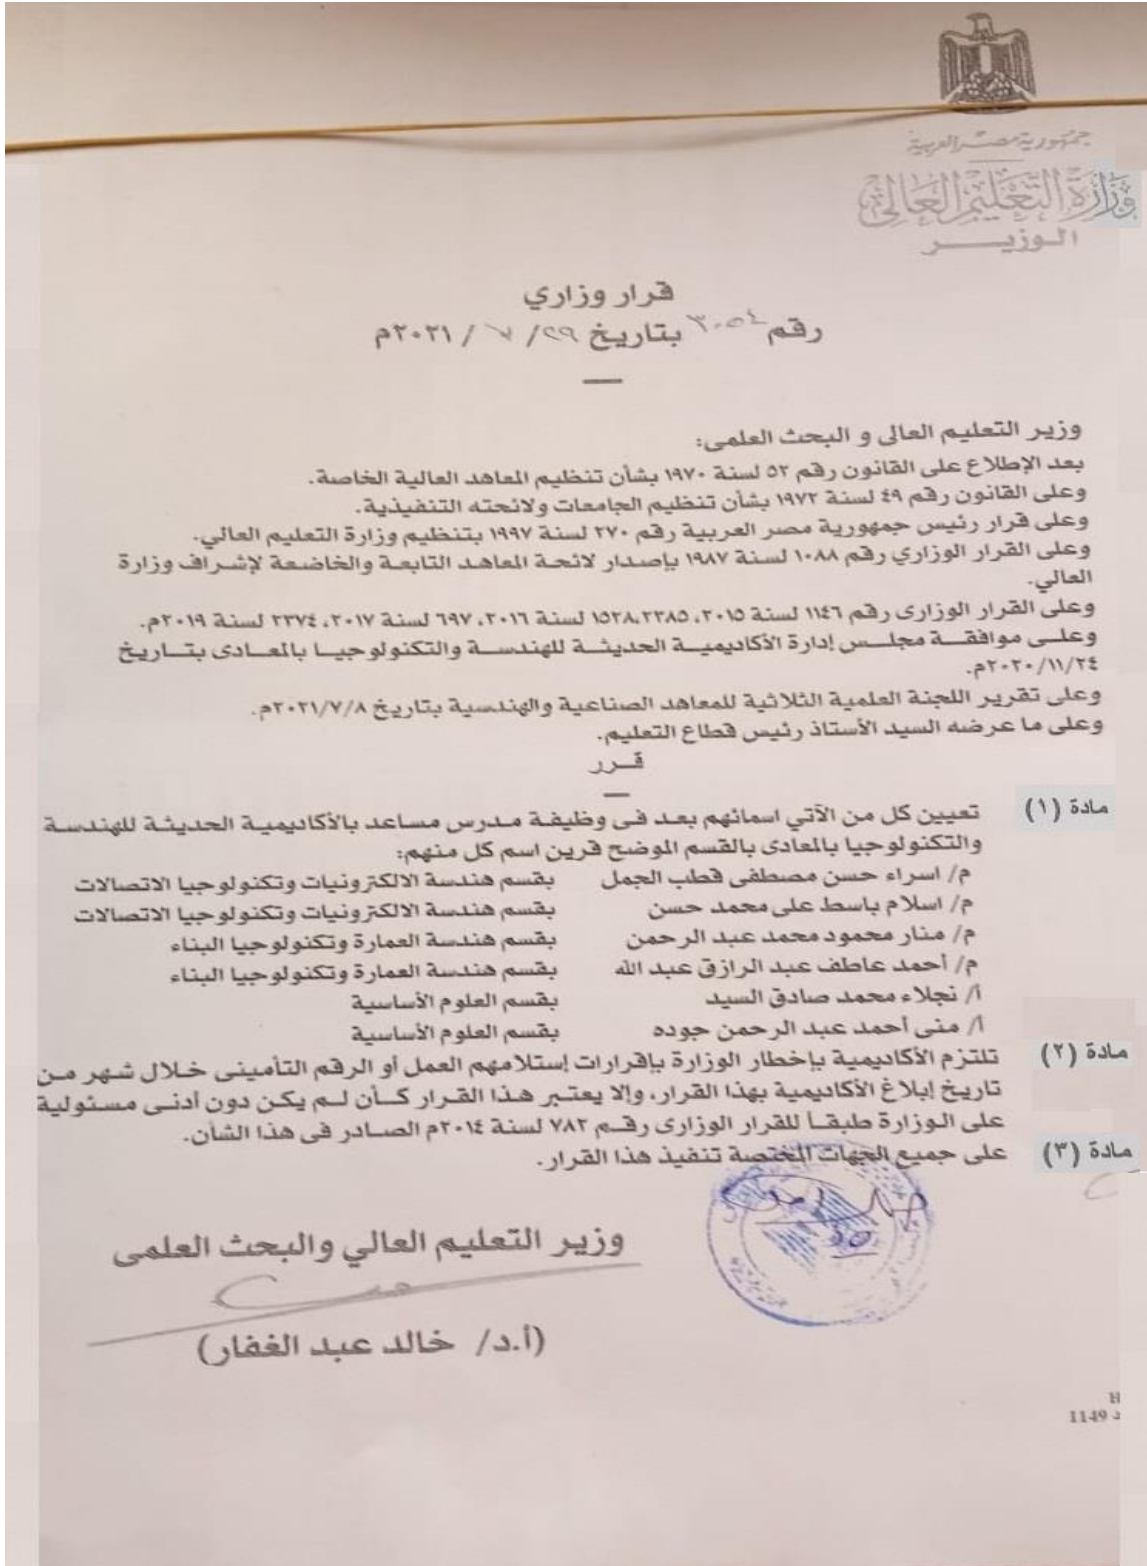 جمهورية مصر العربية
وزارة التعليم العالي
الوزير
قرار وزاري
رقم ٣٠٥٤ بتاريخ ٢٩/ ٧ / ٢٠٢١م
وزير التعليم العالى و البحث العلمى:
بعد الإطلاع على القانون رقم ٥٢ لسنة ١٩٧٠ بشأن تنظيم المعاهد العالية الخاصة.
وعلى القانون رقم ٤٩ لسنة ١٩٧٢ بشأن تنظيم الجامعات ولائحته التنفيذية.
وعلى قرار رئيس جمهورية مصر العربية رقم ٢٧٠ لسنة ١٩٩٧ بتنظيم وزارة التعليم العالي.
وعلى القرار الوزاري رقم ١٠٨٨ لسنة ١٩٨٧ بإصدار لائحة المعاهد التابعة والخاضعة لإشراف وزارة
العالي.
وعلى القرار الوزارى رقم ١١٤٦ لسنة ٢٠١٥، ١٥٢٨،٢٣٨٥ لسنة ٢٠١٦، ٦٩٧ لسنة ٢٠١٧، ٢٣٧٤ لسنة ٢٠١٩م.
وعلى موافقة مجلس إدارة الأكاديمية الحديثة للهندسة والتكنولوجيا بالمعادى بتاريخ
٢٠٢٠/١١/٢٤م.
وعلى تقرير اللجنة العلمية الثلاثية للمعاهد الصناعية والهندسية بتاريخ ٢٠٢١/٧/٨م.
وعلى ما عرضه السيد الأستاذ رئيس قطاع التعليم.
قرر
مادة (١) تعيين كل من الآتي اسمائهم بعد فى وظيفة مدرس مساعد بالأكاديمية الحديثة للهندسة
والتكنولوجيا بالمعادى بالقسم الموضح قرين اسم كل منهم:
م/ اسراء حسن مصطفى قطب الجمل بقسم هندسة الالكترونيات وتكنولوجيا الاتصالات
م/ اسلام باسط على محمد حسن بقسم هندسة الالكترونيات وتكنولوجيا الاتصالات
م/ منار محمود محمد عبد الرحمن بقسم هندسة العمارة وتكنولوجيا البناء
م/ أحمد عاطف عبد الرازق عبد الله بقسم هندسة العمارة وتكنولوجيا البناء
أ/ نجلاء محمد صادق السيد بقسم العلوم الأساسية
أ/ منى أحمد عبد الرحمن جوده بقسم العلوم الأساسية
مادة (٢) تلتزم الأكاديمية بإخطار الوزارة بإقرارات إستلامهم العمل أو الرقم التأمينى خلال شهر من
تاريخ إبلاغ الأكاديمية بهذا القرار، وإلا يعتبر هذا القرار كأن لم يكن دون أدنى مسئولية
على الوزارة طبقاً للقرار الوزارى رقم ٧٨٢ لسنة ٢٠١٤م الصادر فى هذا الشأن.
مادة (٣) على جميع الجهات المختصة تنفيذ هذا القرار.
وزير التعليم العالي والبحث العلمى
(أ.د/ خالد عبد الغفار)
H
د 1149